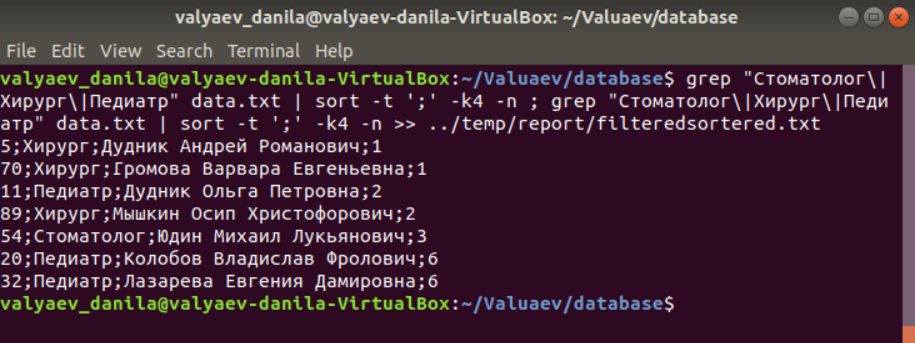 valyaev_danila@valyaev-danila-VirtualBox: ~/Valuaev/database
File Edit View Search Terminal Help
valyaev_danila@valyaev-danila-VirtualBox:~/Valuaev/database$ grep "Стоматолог\|
Хирург\|Педиатр" data.txt | sort -t ';' -k4 -n ; grep "Стоматолог\|Хирург\|Педи
атр" data.txt | sort -t ';' -k4 -n >> ../temp/report/filteredsortered.txt
5;Хирург;Дудник Андрей Романович;1
70;Хирург;Громова Варвара Евгеньевна;1
11;Педиатр;Дудник Ольга Петровна;2
89;Хирург;Мышкин Осип Христофорович;2
54;Стоматолог;Юдин Михаил Лукьянович;3
20;Педиатр;Колобов Владислав Фролович;6
32;Педиатр;Лазарева Евгения Дамировна;6
valyaev_danila@valyaev-danila-VirtualBox:~/Valuaev/database$